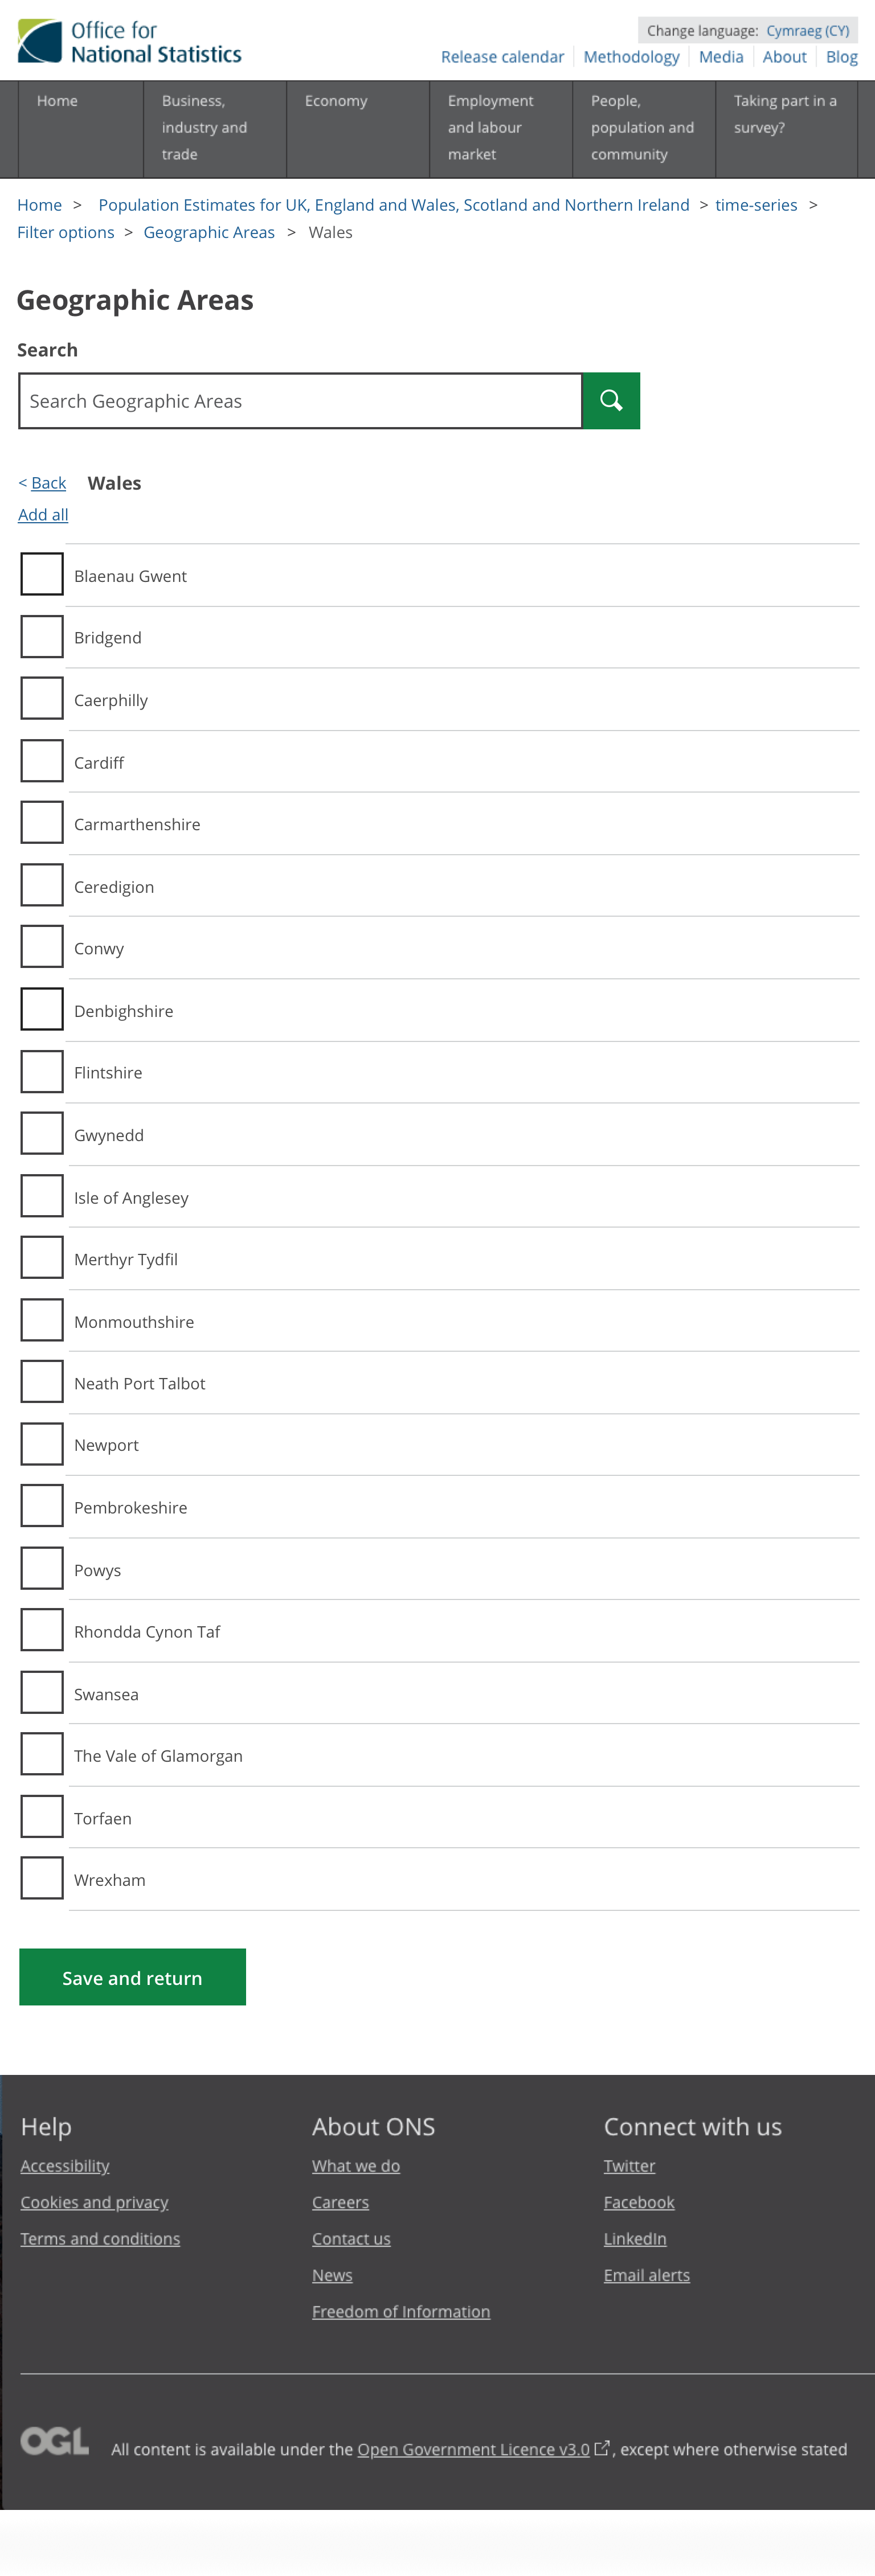 Office for
National Statistics
Change language: Cymraeg (CY)
Release calendar Methodology Media About Blog
Home
Business, industry and trade
Economy
Employment and labour market
People, population and community
Taking part in a survey?
Home > Population Estimates for UK, England and Wales, Scotland and Northern Ireland > time-series >
Filter options > Geographic Areas > Wales
Geographic Areas
Search
Search Geographic Areas
< Back Wales
Add all
Blaenau Gwent
Bridgend
Caerphilly
Cardiff
Carmarthenshire
Ceredigion
Conwy
Denbighshire
Flintshire
Gwynedd
Isle of Anglesey
Merthyr Tydfil
Monmouthshire
Neath Port Talbot
Newport
Pembrokeshire
Powys
Rhondda Cynon Taf
Swansea
The Vale of Glamorgan
Torfaen
Wrexham
Save and return
Help
Accessibility
Cookies and privacy
Terms and conditions
About ONS
What we do
Careers
Contact us
News
Freedom of Information
Connect with us
Twitter
Facebook
LinkedIn
Email alerts
OGL All content is available under the Open Government Licence v3.0 , except where otherwise stated